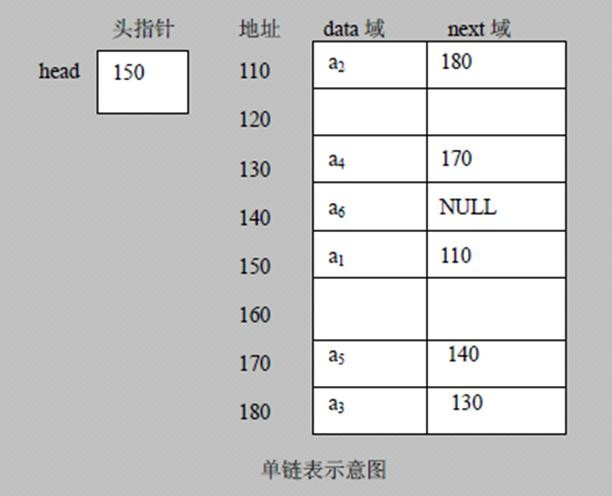 头指针 地址 data 域 next 域
head 150 110 a₂ 180
120
130 a₄ 170
140 a₆ NULL
150 a₁ 110
160
170 a₅ 140
180 a₃ 130
单链表示意图